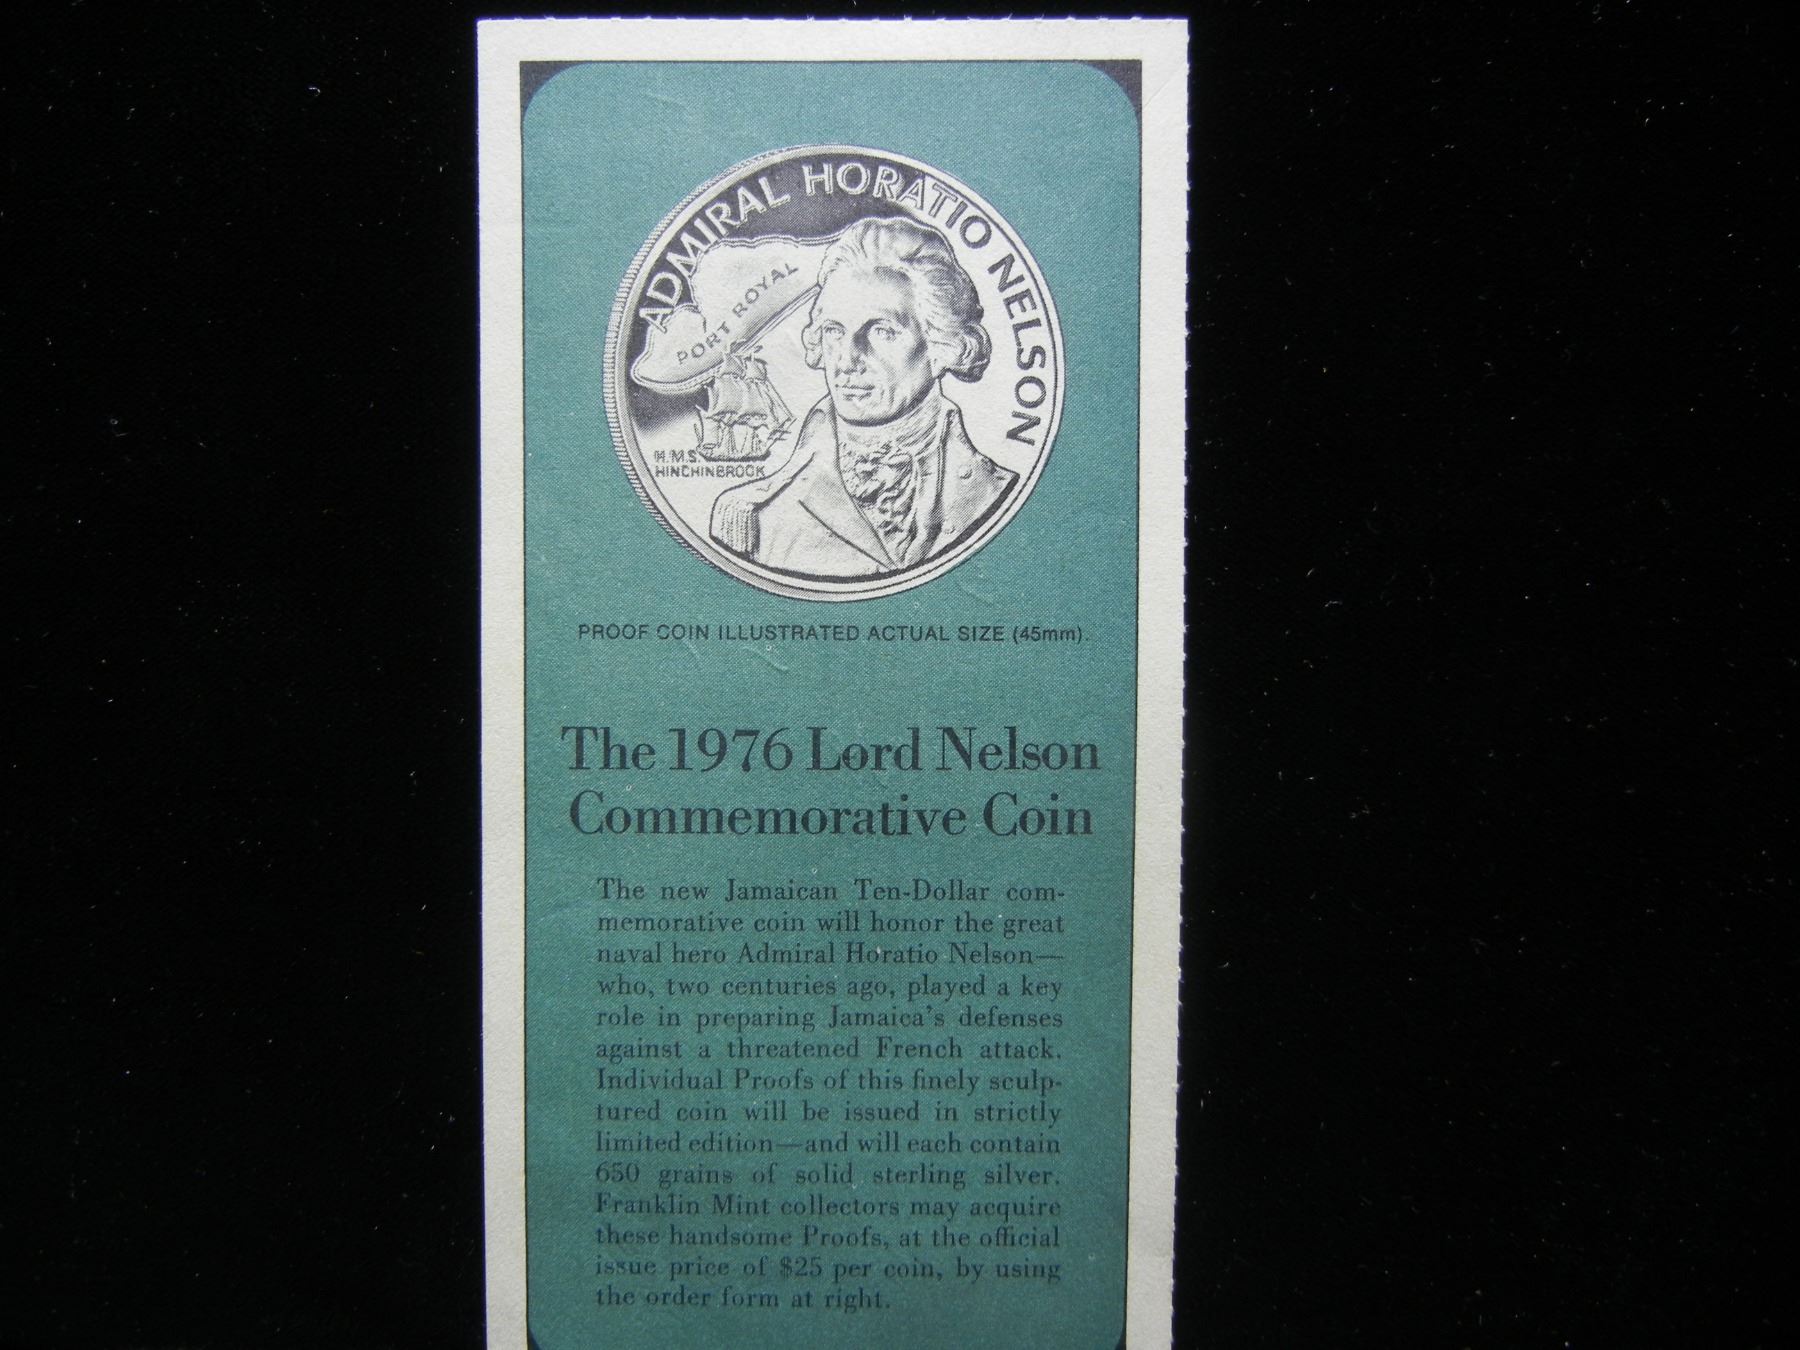 ADMIRAL HORATIO NELSON
PORT ROYAL
H.M.S.
HINCHINBROOK
PROOF COIN ILLUSTRATED ACTUAL SIZE (45mm).
The 1976 Lord Nelson
Commemorative Coin
The new Jamaican Ten-Dollar com-
memorative coin will honor the great
naval hero Admiral Horatio Nelson—
who, two centuries ago, played a key
role in preparing Jamaica's defenses
against a threatened French attack.
Individual Proofs of this finely sculp-
tured coin will be issued in strictly
limited edition—and will each contain
650 grains of solid sterling silver.
Franklin Mint collectors may acquire
these handsome Proofs, at the official
issue price of $25 per coin, by using
the order form at right.